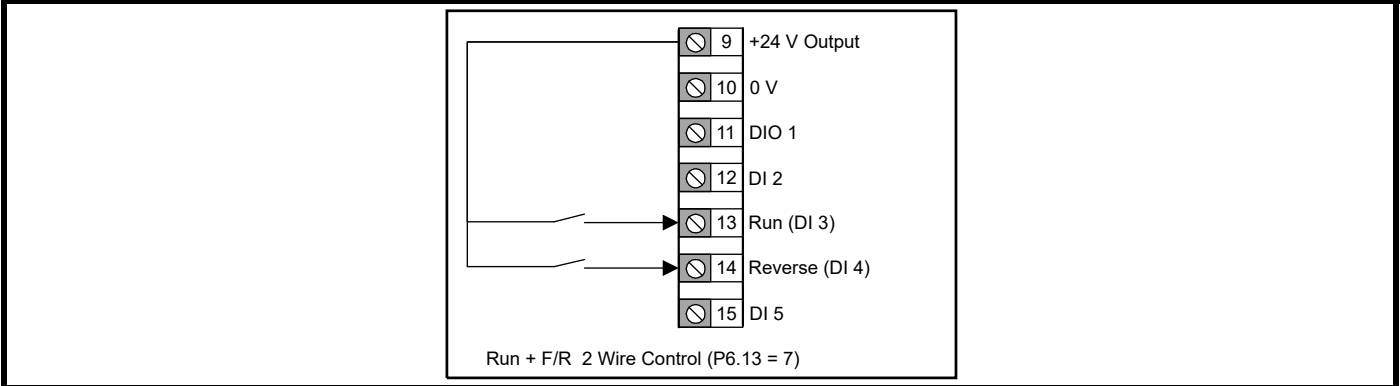 9 +24 V Output
10 0 V
11 DIO 1
12 DI 2
13 Run (DI 3)
14 Reverse (DI 4)
15 DI 5
Run + F/R 2 Wire Control (P6.13 = 7)